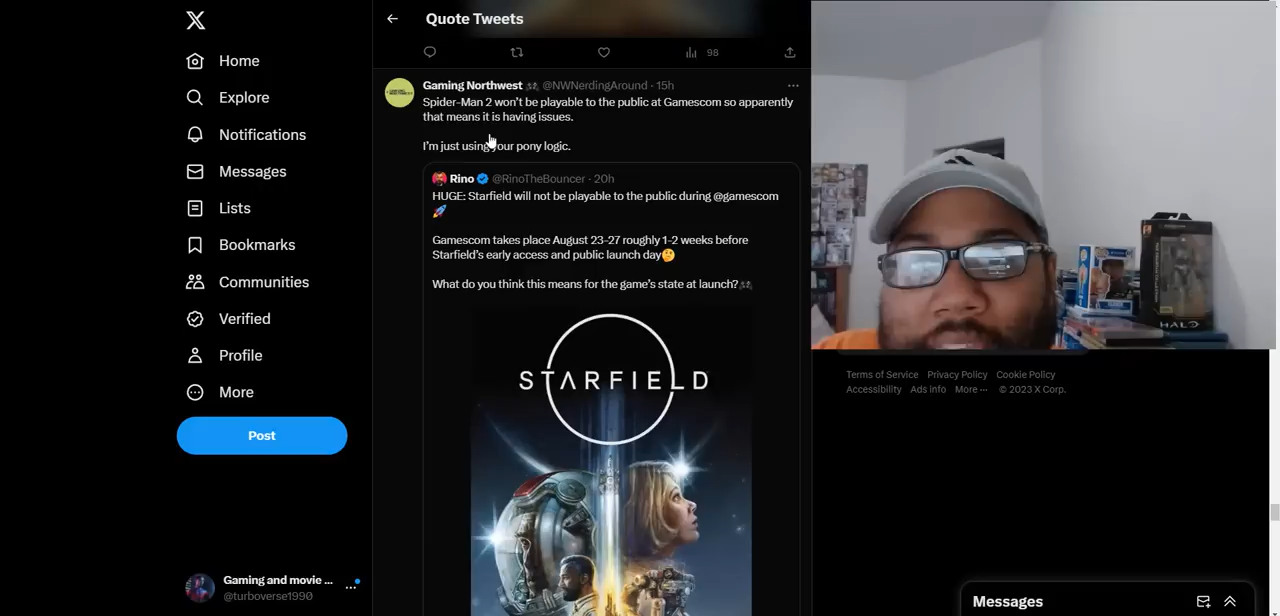 Quote Tweets
Home
Explore
Notifications
Messages
Lists
Bookmarks
Communities
Verified
Profile
More
Post
Gaming and movie ...
@turboverse1990
98
Gaming Northwest 🎮 @NWNerdingAround · 15h
Spider-Man 2 won't be playable to the public at Gamescom so apparently
that means it is having issues.
I'm just using your pony logic.
Rino @RinoTheBouncer · 20h
HUGE: Starfield will not be playable to the public during @gamescom
🚀
Gamescom takes place August 23-27 roughly 1-2 weeks before
Starfield's early access and public launch day🤔
What do you think this means for the game's state at launch?🎮
STARFIELD
HALO
Terms of Service Privacy Policy Cookie Policy
Accessibility Ads info More ··· © 2023 X Corp.
Messages